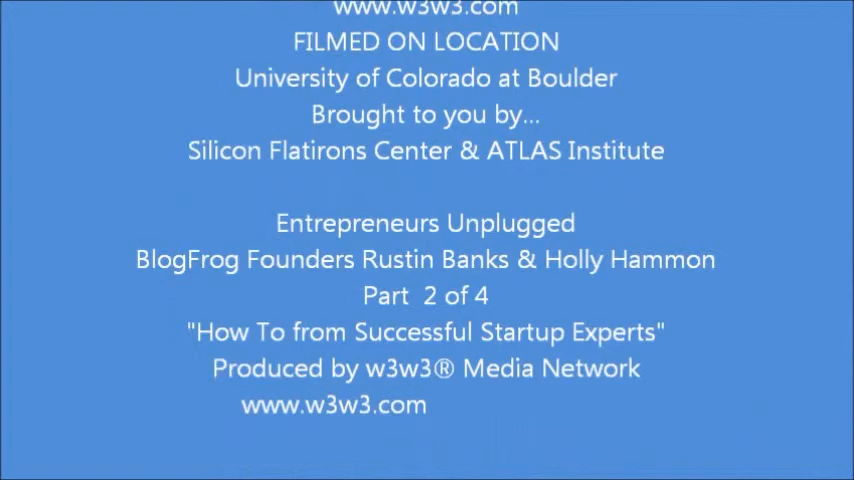 www.w3w3.com
FILMED ON LOCATION
University of Colorado at Boulder
Brought to you by...
Silicon Flatirons Center & ATLAS Institute
Entrepreneurs Unplugged
BlogFrog Founders Rustin Banks & Holly Hammon
Part 2 of 4
"How To from Successful Startup Experts"
Produced by w3w3® Media Network
www.w3w3.com